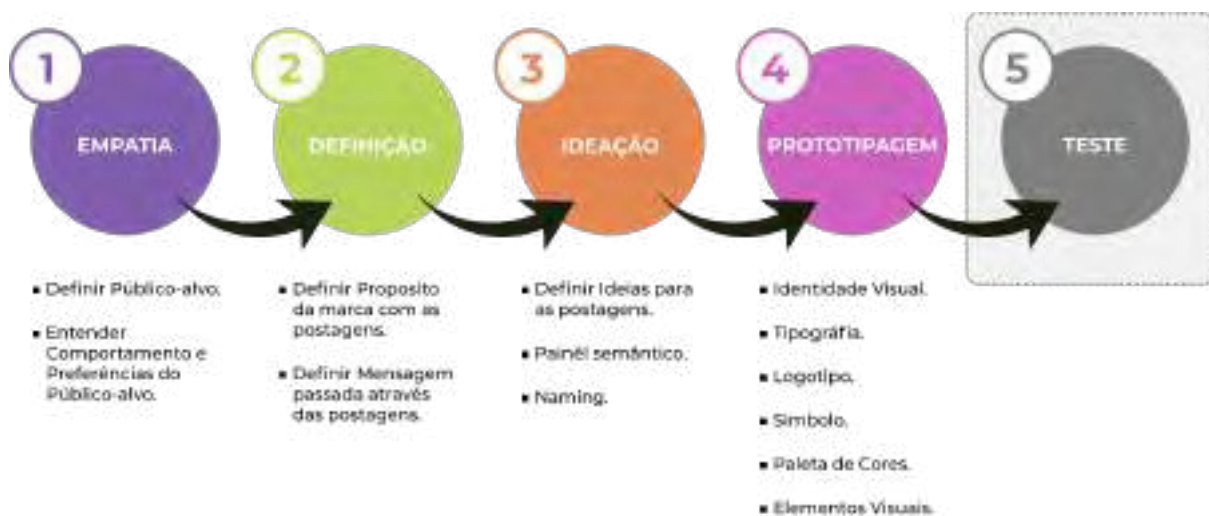 1
EMPATIA
▪ Definir Público-alvo.
▪ Entender
Comportamento e
Preferências do
Público-alvo.
2
DEFINIÇÃO
▪ Definir Proposito
da marca com as
postagens.
▪ Definir Mensagem
passada através
das postagens.
3
IDEAÇÃO
▪ Definir Ideias para
as postagens.
▪ Painél semântico.
▪ Naming.
4
PROTOTIPAGEM
▪ Identidade Visual.
▪ Tipográfia.
▪ Logotipo.
▪ Simbolo.
▪ Paleta de Cores.
▪ Elementos Visuais.
5
TESTE